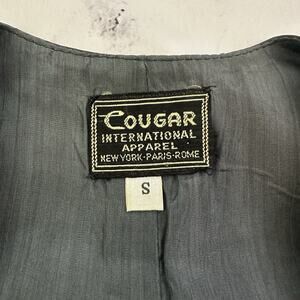 COUGAR
INTERNATIONAL
APPAREL
NEW YORK-PARIS-ROME
S